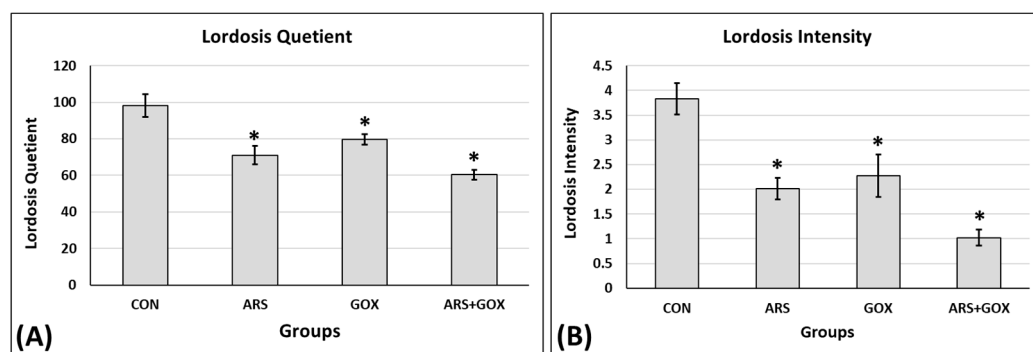 Lordosis Quetient
Lordosis Quetient
120
100
80
60
40
20
0
*
*
*
CON ARS GOX ARS+GOX
Groups
(A)
Lordosis Intensity
Lordosis Intensity
4.5
4
3.5
3
2.5
2
1.5
1
0.5
0
*
*
*
CON ARS GOX ARS+GOX
Groups
(B)